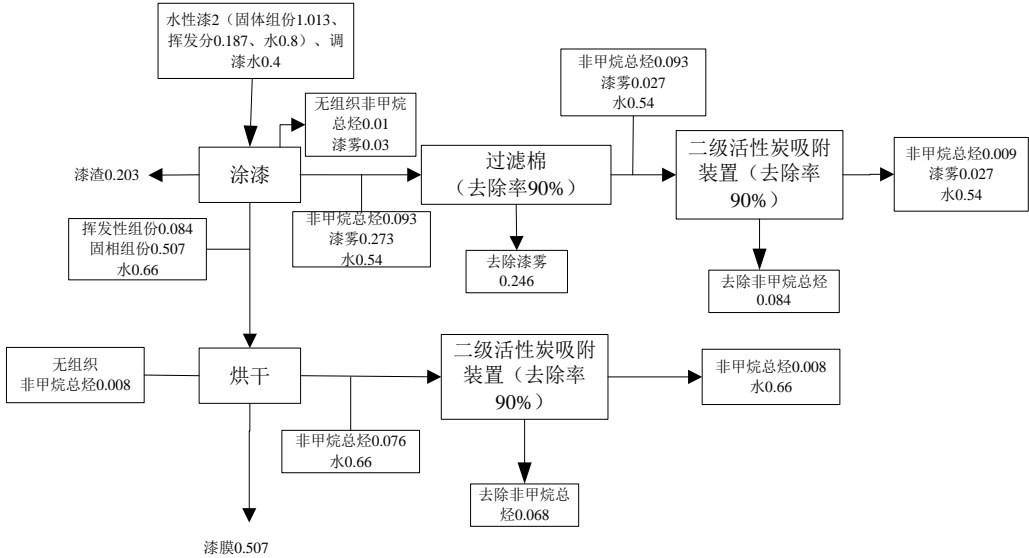 水性漆2（固体组份1.013、
挥发分0.187、水0.8）、调
漆水0.4
无组织非甲烷
总烃0.01
漆雾0.03
非甲烷总烃0.093
漆雾0.027
水0.54
漆渣0.203
涂漆
过滤棉
（去除率90%）
二级活性炭吸附
装置（去除率
90%）
非甲烷总烃0.009
漆雾0.027
水0.54
挥发性组份0.084
固相组份0.507
水0.66
非甲烷总烃0.093
漆雾0.273
水0.54
去除漆雾
0.246
去除非甲烷总烃
0.084
无组织
非甲烷总烃0.008
烘干
二级活性炭吸附
装置（去除率
90%）
非甲烷总烃0.008
水0.66
非甲烷总烃0.076
水0.66
去除非甲烷总
烃0.068
漆膜0.507